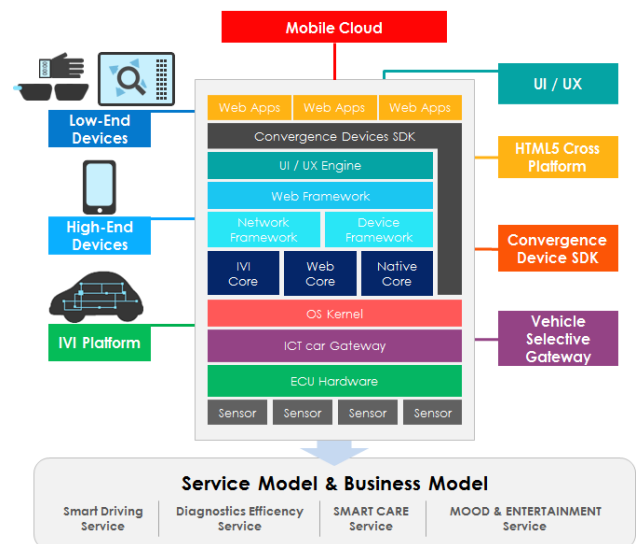 Mobile Cloud
Low-End
Devices
High-End
Devices
IVI Platform
Web Apps Web Apps Web Apps
Convergence Devices SDK
UI / UX Engine
Web Framework
Network
Framework
Device
Framework
IVI
Core
Web
Core
Native
Core
OS Kernel
ICT car Gateway
ECU Hardware
Sensor Sensor Sensor Sensor
UI / UX
HTML5 Cross
Platform
Convergence
Device SDK
Vehicle
Selective
Gateway
Service Model & Business Model
Smart Driving
Service
Diagnostics Efficency
Service
SMART CARE
Service
MOOD & ENTERTAINMENT
Service